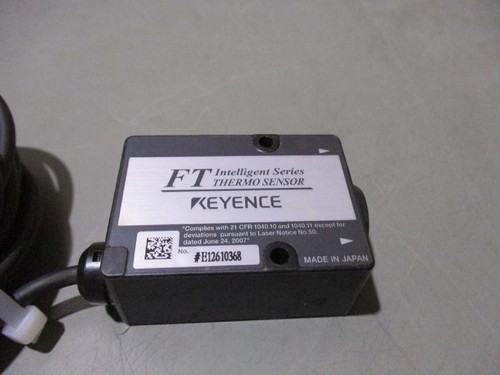 FT Intelligent Series
THERMO SENSOR
KEYENCE
"Complies with 21 CFR 1040.10 and 1040.11 except for
deviations pursuant to Laser Notice No.50,
dated June 24, 2007"
No.
#E12610368
MADE IN JAPAN